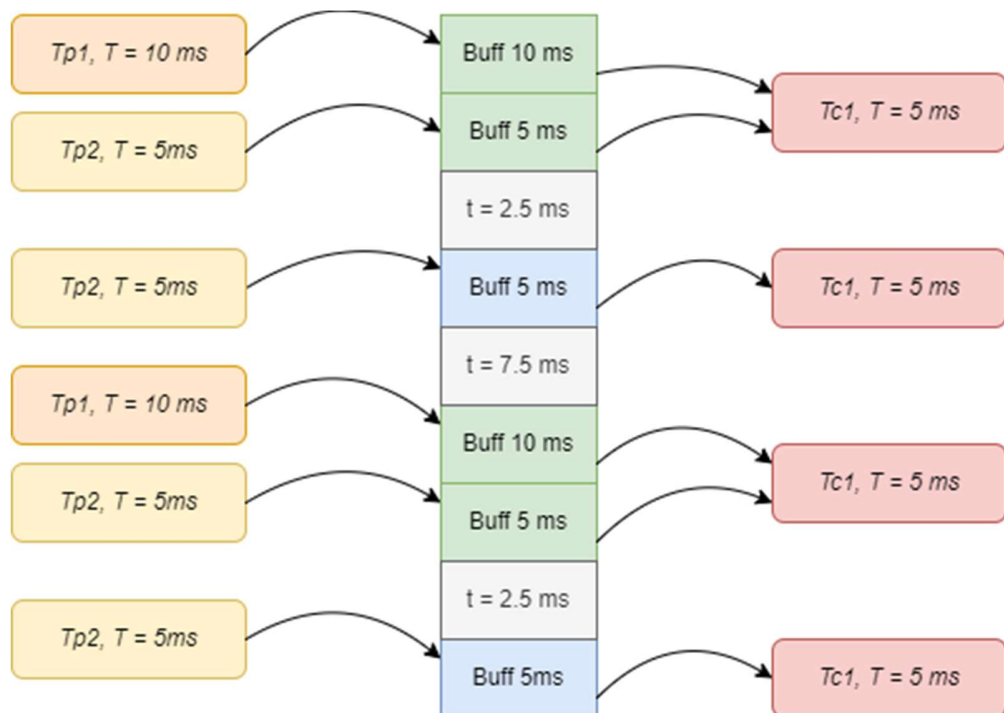 Tp1, T = 10 ms
Buff 10 ms
Tc1, T = 5 ms
Tp2, T = 5ms
Buff 5 ms
t = 2.5 ms
Tp2, T = 5ms
Buff 5 ms
Tc1, T = 5 ms
t = 7.5 ms
Tp1, T = 10 ms
Buff 10 ms
Tc1, T = 5 ms
Tp2, T = 5ms
Buff 5 ms
t = 2.5 ms
Tp2, T = 5ms
Buff 5ms
Tc1, T = 5 ms